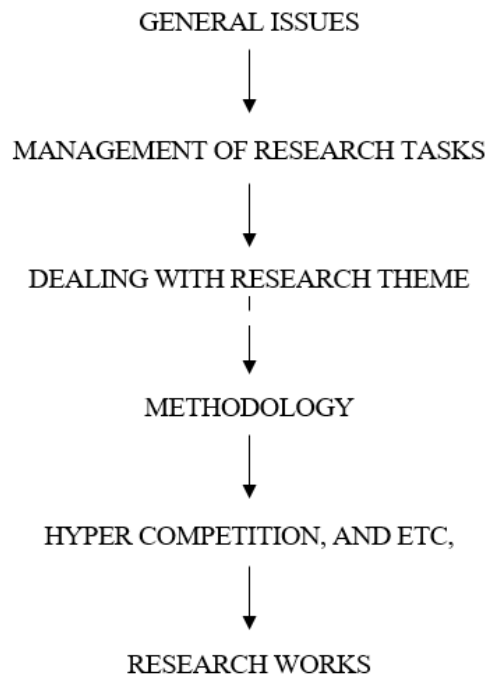 GENERAL ISSUES
MANAGEMENT OF RESEARCH TASKS
DEALING WITH RESEARCH THEME
METHODOLOGY
HYPER COMPETITION, AND ETC,
RESEARCH WORKS